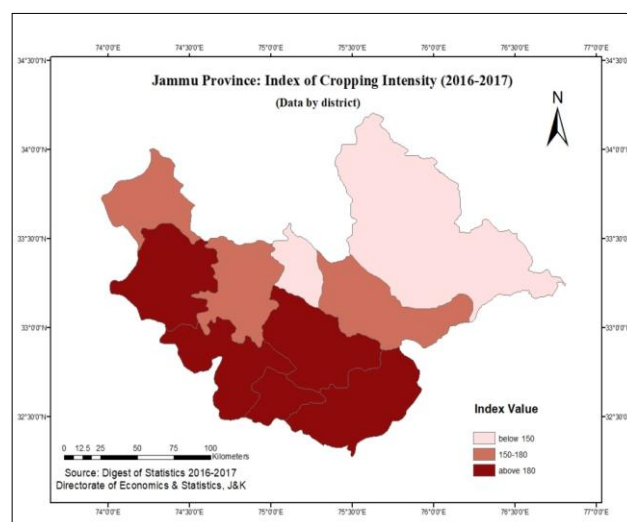 74°0'0"E 74°30'0"E 75°0'0"E 75°30'0"E 76°0'0"E 76°30'0"E 77°0'0"E
34°30'0"N 34°30'0"N
Jammu Province: Index of Cropping Intensity (2016-2017)
(Data by district)
N
34°0'0"N 34°0'0"N
33°30'0"N 33°30'0"N
33°0'0"N 33°0'0"N
32°30'0"N 32°30'0"N
Index Value
below 150
150-180
above 180
0 12.5 25 50 75 100
Kilometers
Source: Digest of Statistics 2016-2017
Directorate of Economics & Statistics, J&K
74°0'0"E 74°30'0"E 75°0'0"E 75°30'0"E 76°0'0"E 76°30'0"E 77°0'0"E